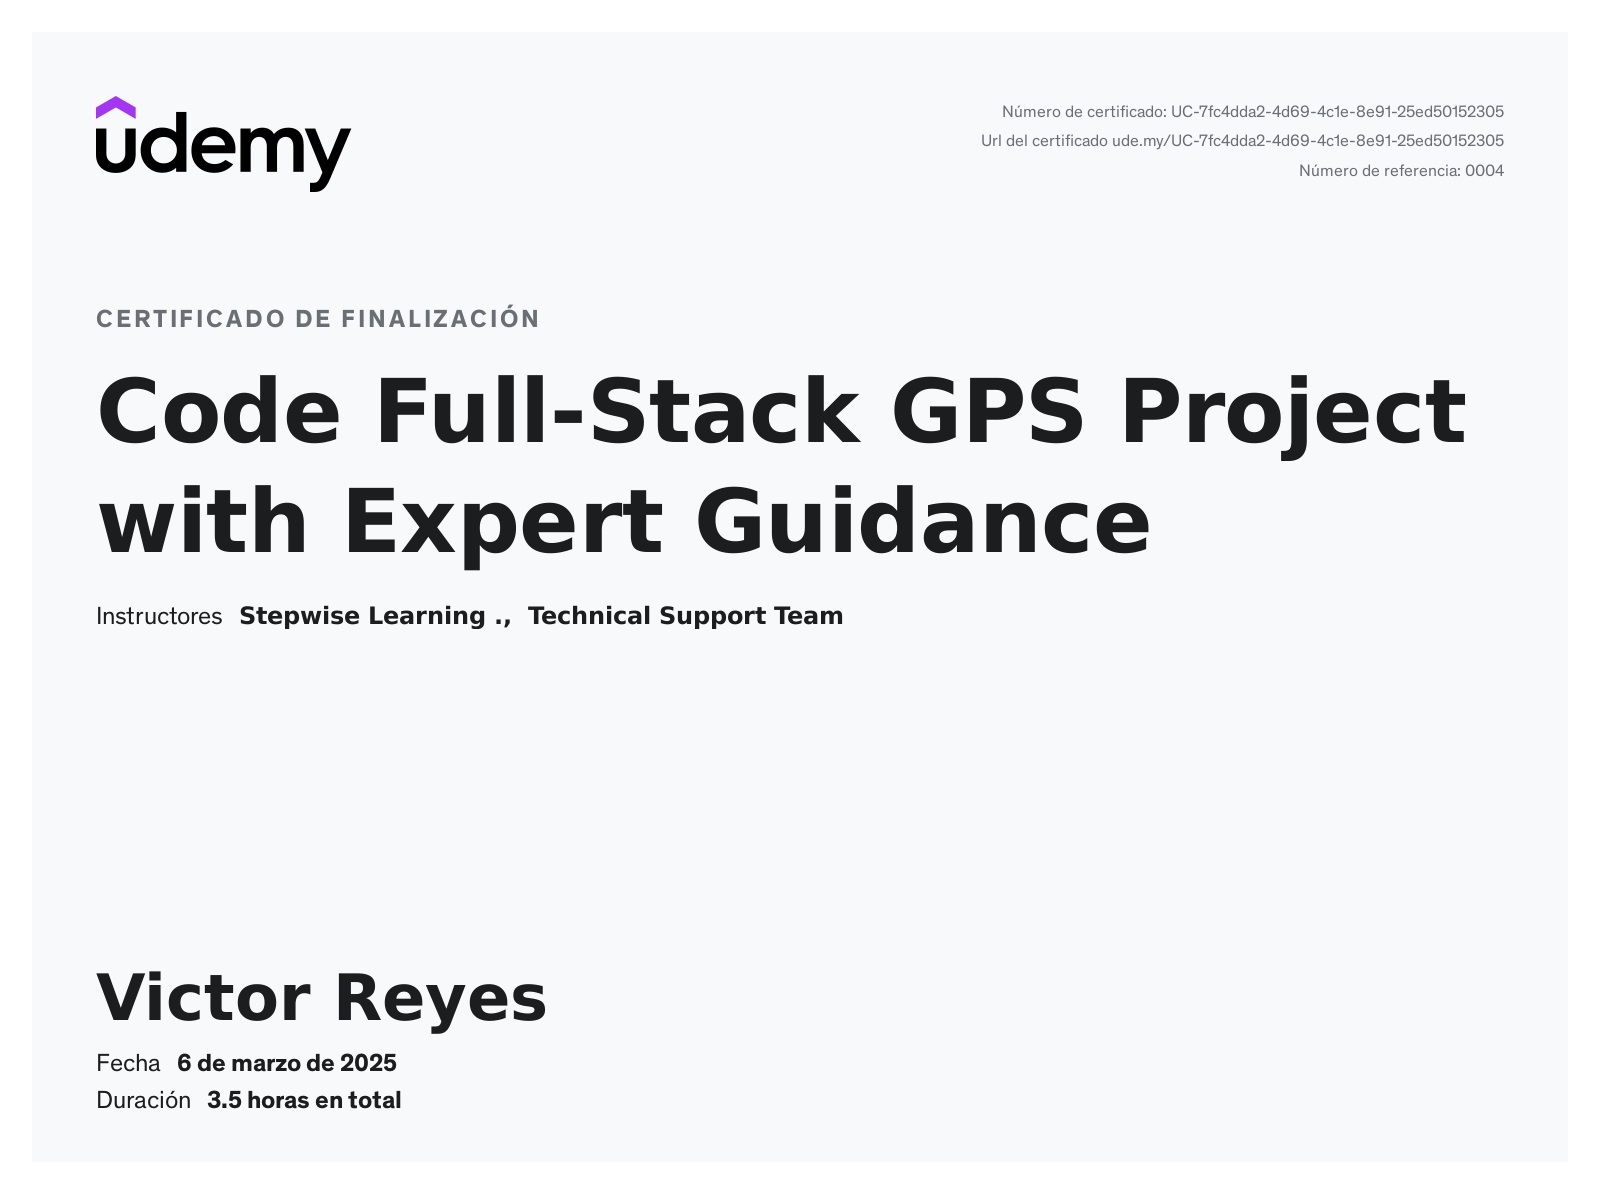 udemy
Número de certificado: UC-7fc4dda2-4d69-4c1e-8e91-25ed50152305
Url del certificado ude.my/UC-7fc4dda2-4d69-4c1e-8e91-25ed50152305
Número de referencia: 0004
CERTIFICADO DE FINALIZACIÓN
Code Full-Stack GPS Project
with Expert Guidance
Instructores Stepwise Learning ., Technical Support Team
Victor Reyes
Fecha 6 de marzo de 2025
Duración 3.5 horas en total